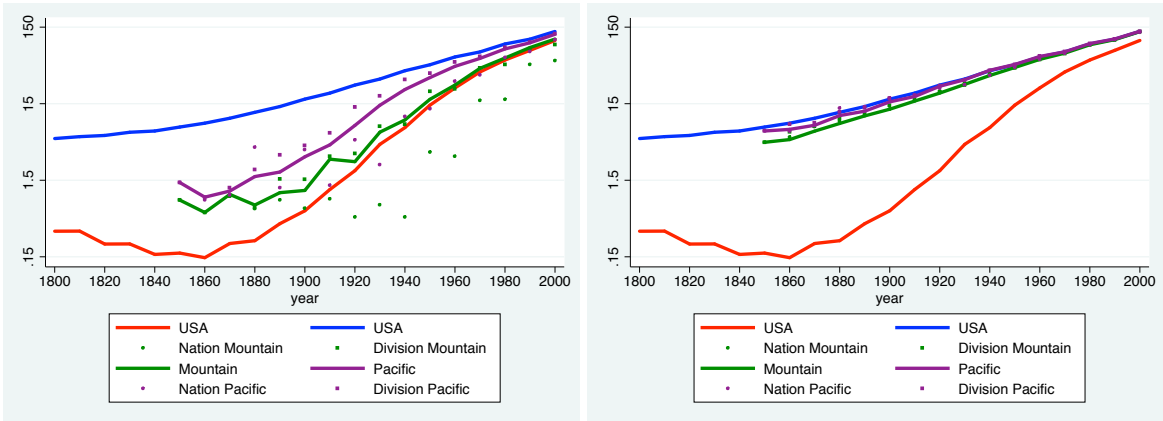 150
15
1.5
.15
1800 1820 1840 1860 1880 1900 1920 1940 1960 1980 2000
year
USA USA
Nation Mountain Division Mountain
Mountain Pacific
Nation Pacific Division Pacific
150
15
1.5
.15
1800 1820 1840 1860 1880 1900 1920 1940 1960 1980 2000
year
USA USA
Nation Mountain Division Mountain
Mountain Pacific
Nation Pacific Division Pacific